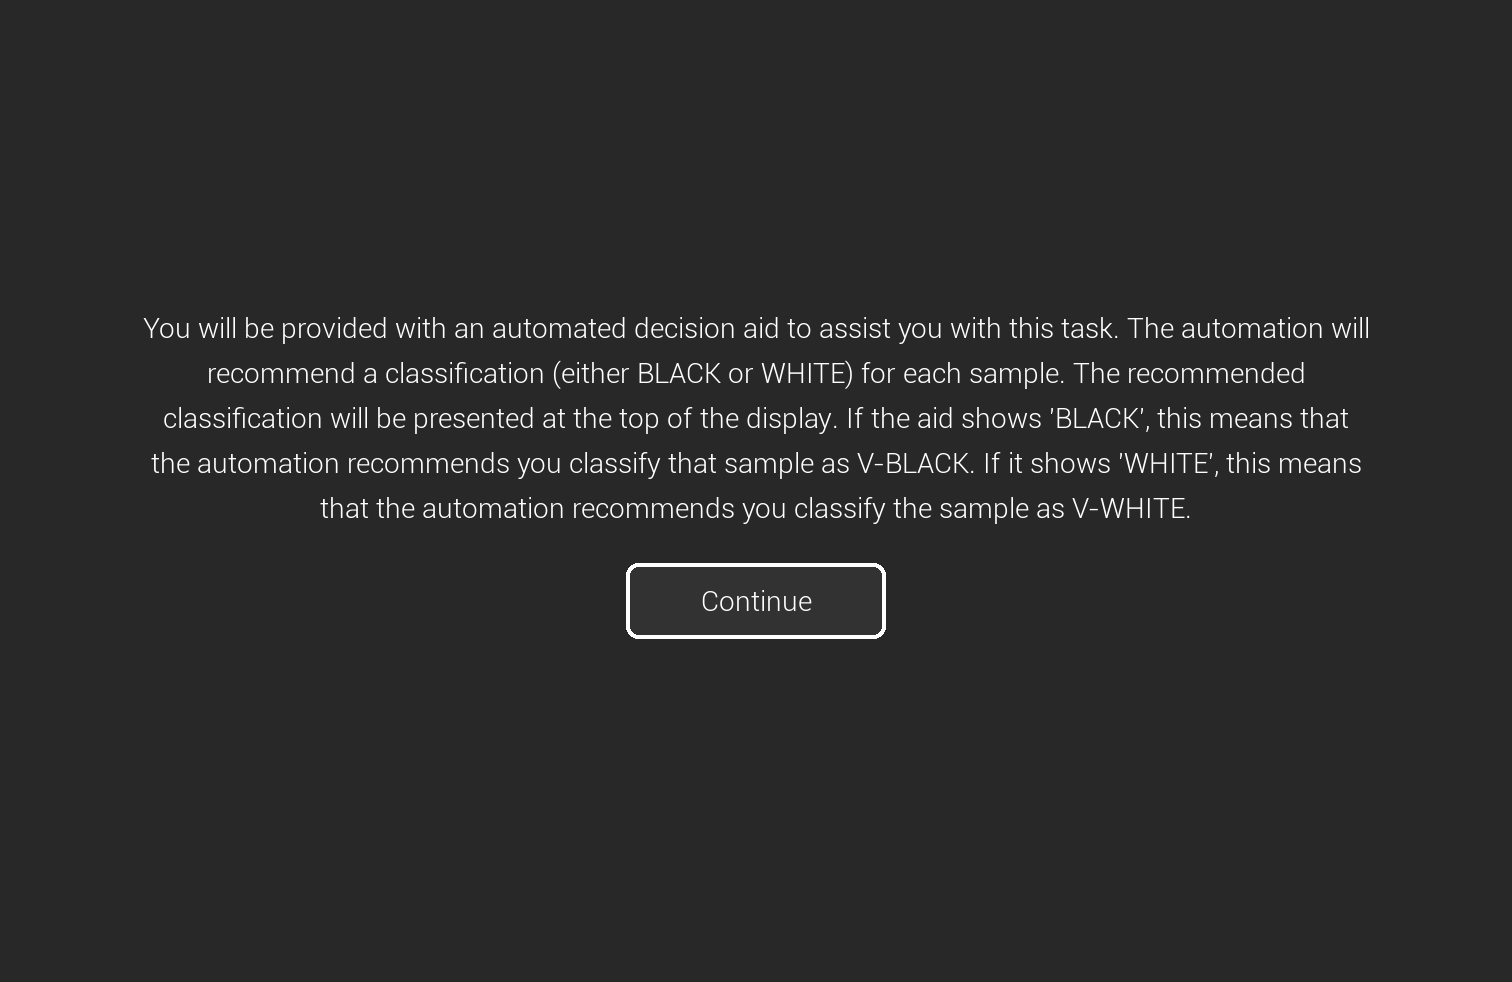 You will be provided with an automated decision aid to assist you with this task. The automation will
recommend a classification (either BLACK or WHITE) for each sample. The recommended
classification will be presented at the top of the display. If the aid shows 'BLACK', this means that
the automation recommends you classify that sample as V-BLACK. If it shows 'WHITE', this means
that the automation recommends you classify the sample as V-WHITE.
Continue